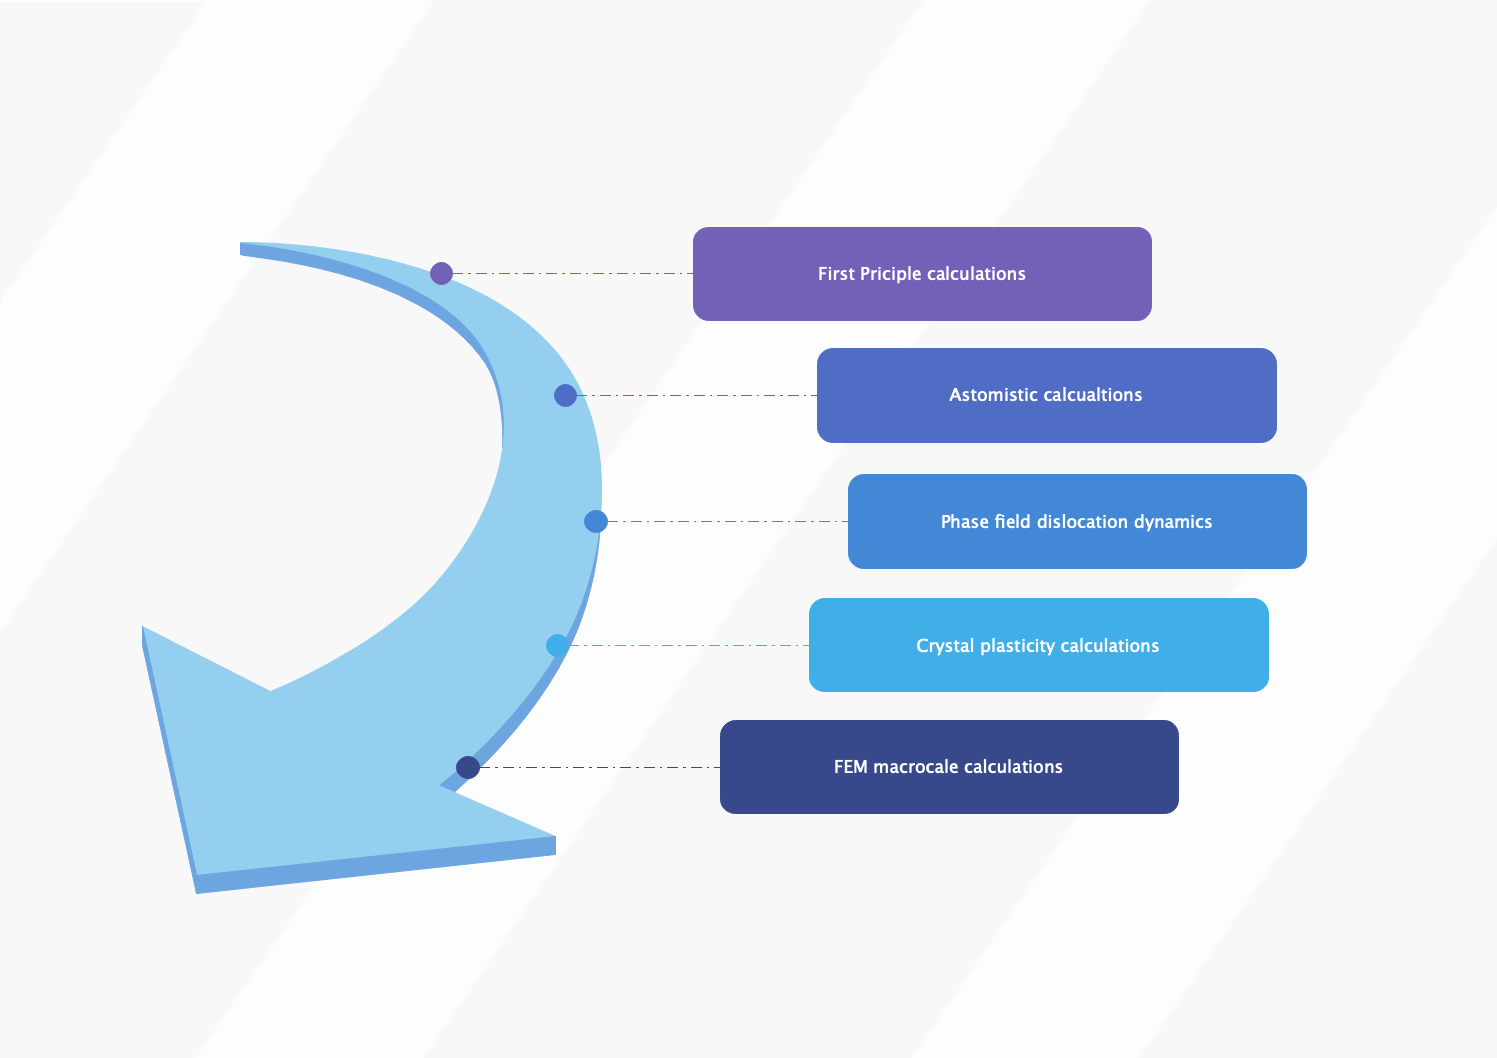 First Priciple calculations
Astomistic calcualtions
Phase field dislocation dynamics
Crystal plasticity calculations
FEM macrocale calculations